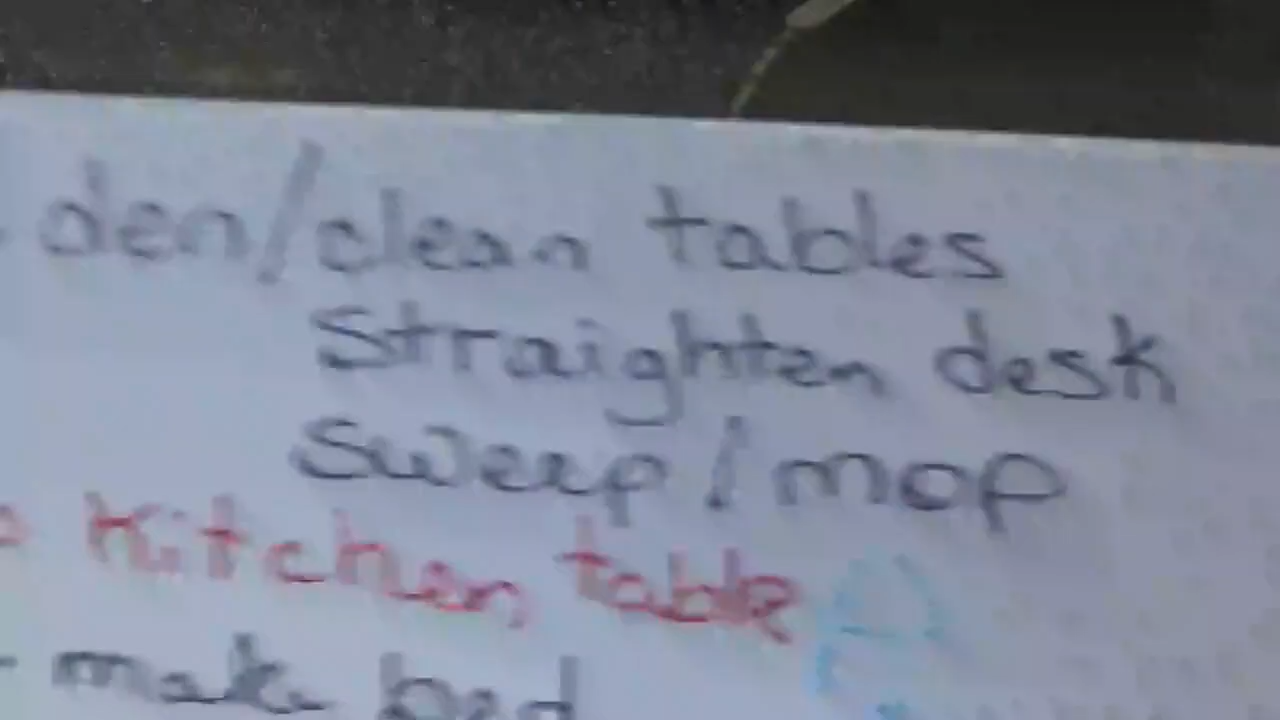 den/clean tables
Straighten desk
Sweep/mop
Kitchen table
- make bed